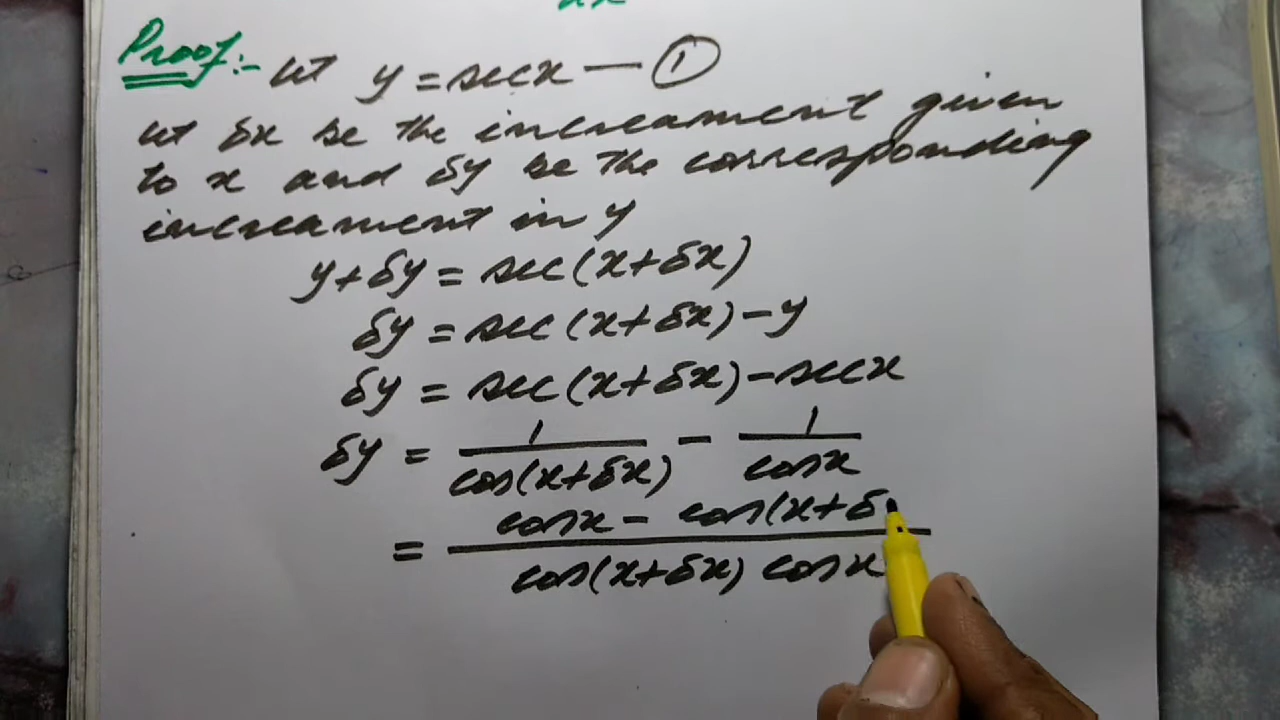 dx
Proof:- Let y = secx — ①
Let δx be the increament given
to x and δy be the corresponding
increament in y
y+δy = sec(x+δx)
δy = sec(x+δx)-y
δy = sec(x+δx)-secx
δy = 1/cos(x+δx) - 1/cosx
= cosx - cos(x+δ / cos(x+δx) cosx